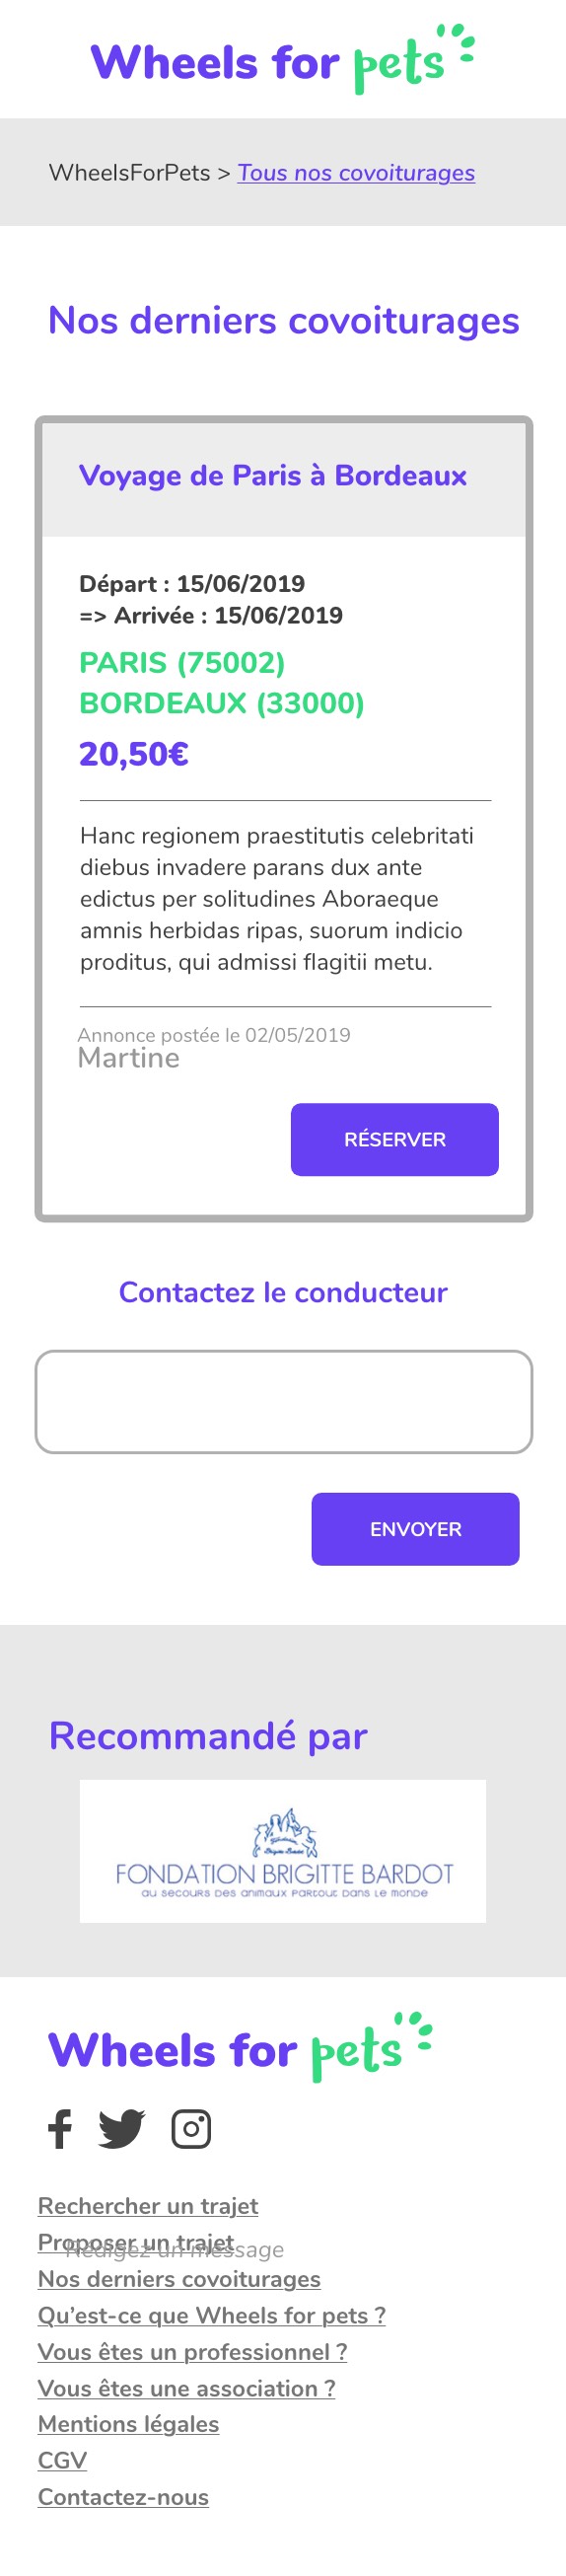 Wheels for pets
WheelsForPets > Tous nos covoiturages
Nos derniers covoiturages
Voyage de Paris à Bordeaux
Départ : 15/06/2019
=> Arrivée : 15/06/2019
PARIS (75002)
BORDEAUX (33000)
20,50€
Hanc regionem praestitutis celebritati
diebus invadere parans dux ante
edictus per solitudines Aboraeque
amnis herbidas ripas, suorum indicio
proditus, qui admissi flagitii metu.
Annonce postée le 02/05/2019
Martine
RÉSERVER
Contactez le conducteur
ENVOYER
Recommandé par
FONDATION BRIGITTE BARDOT
au secours des animaux partout dans le monde
Wheels for pets
Rechercher un trajet
Proposer un trajet
Rédigez un message
Nos derniers covoiturages
Qu’est-ce que Wheels for pets ?
Vous êtes un professionnel ?
Vous êtes une association ?
Mentions légales
CGV
Contactez-nous